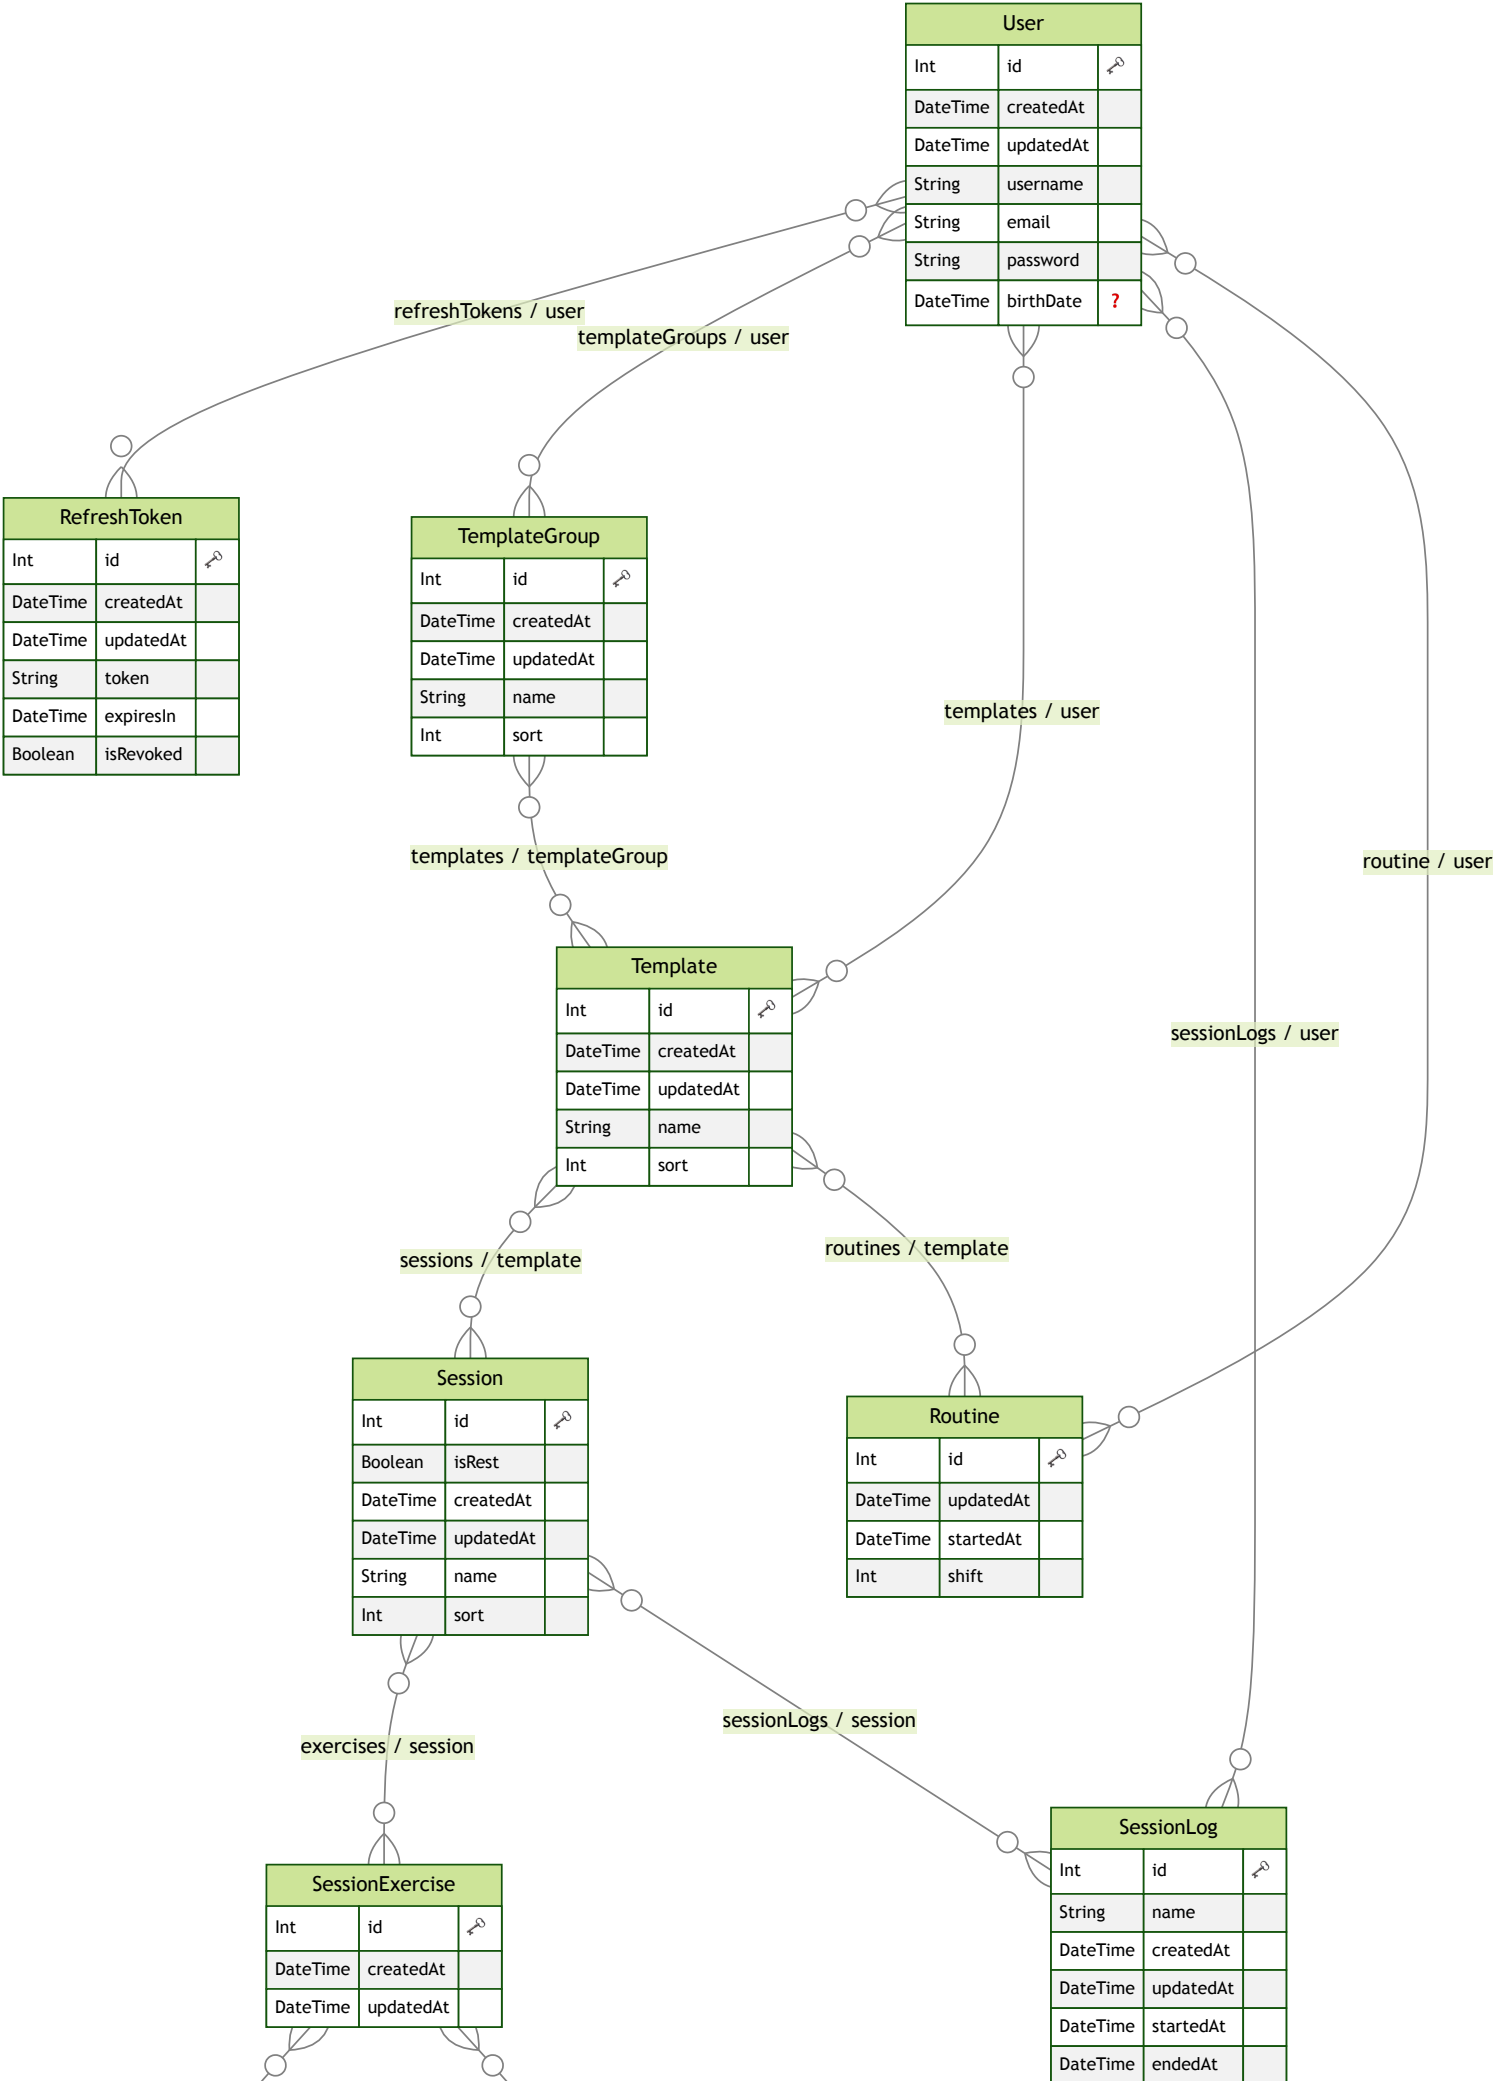 User
Int id
DateTime createdAt
DateTime updatedAt
String username
String email
String password
DateTime birthDate ?
refreshTokens / user
templateGroups / user
RefreshToken
Int id
DateTime createdAt
DateTime updatedAt
String token
DateTime expiresIn
Boolean isRevoked
TemplateGroup
Int id
DateTime createdAt
DateTime updatedAt
String name
Int sort
templates / user
templates / templateGroup
routine / user
Template
Int id
DateTime createdAt
DateTime updatedAt
String name
Int sort
sessionLogs / user
sessions / template
routines / template
Session
Int id
Boolean isRest
DateTime createdAt
DateTime updatedAt
String name
Int sort
Routine
Int id
DateTime updatedAt
DateTime startedAt
Int shift
exercises / session
sessionLogs / session
SessionExercise
Int id
DateTime createdAt
DateTime updatedAt
SessionLog
Int id
String name
DateTime createdAt
DateTime updatedAt
DateTime startedAt
DateTime endedAt